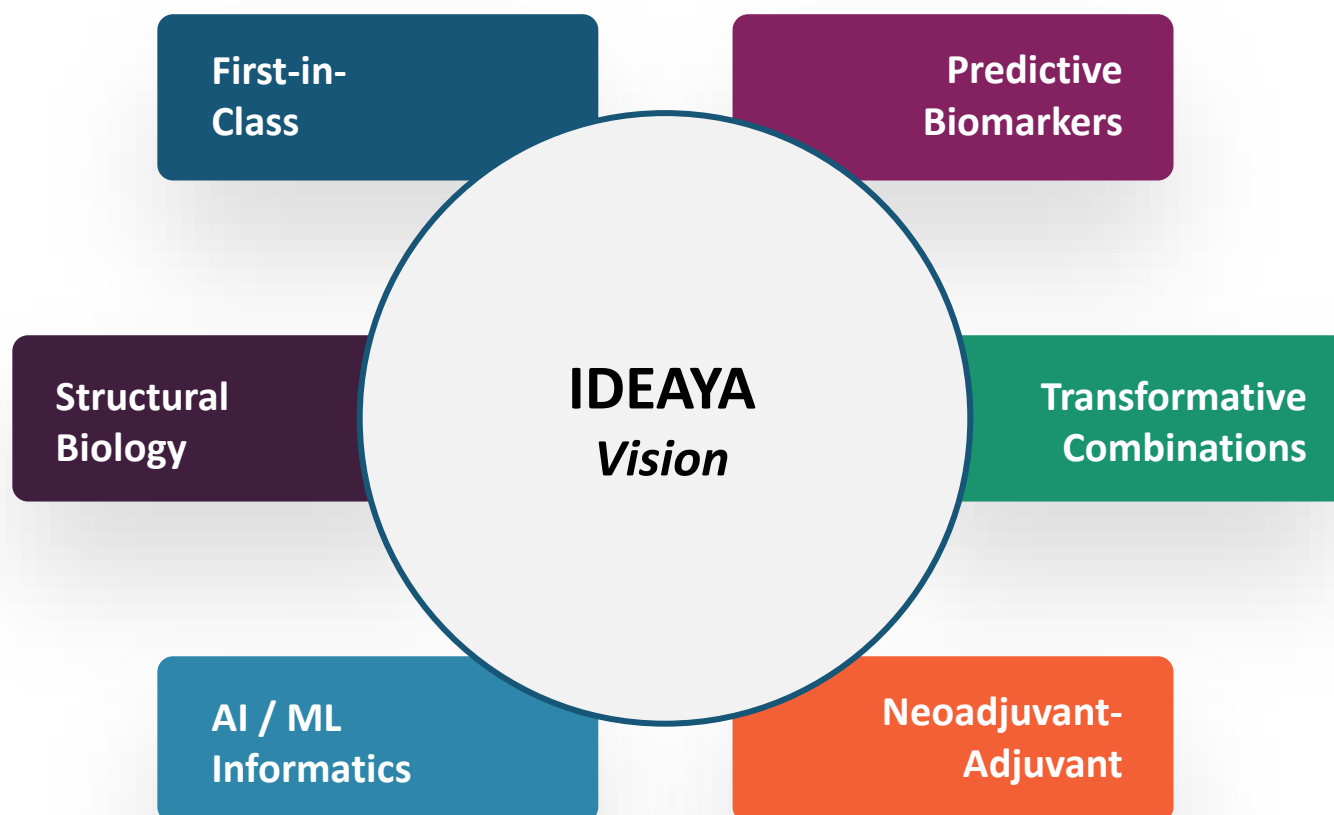 First-in-
Class
Predictive
Biomarkers
Structural
Biology
IDEAYA
Vision
Transformative
Combinations
AI / ML
Informatics
Neoadjuvant-
Adjuvant